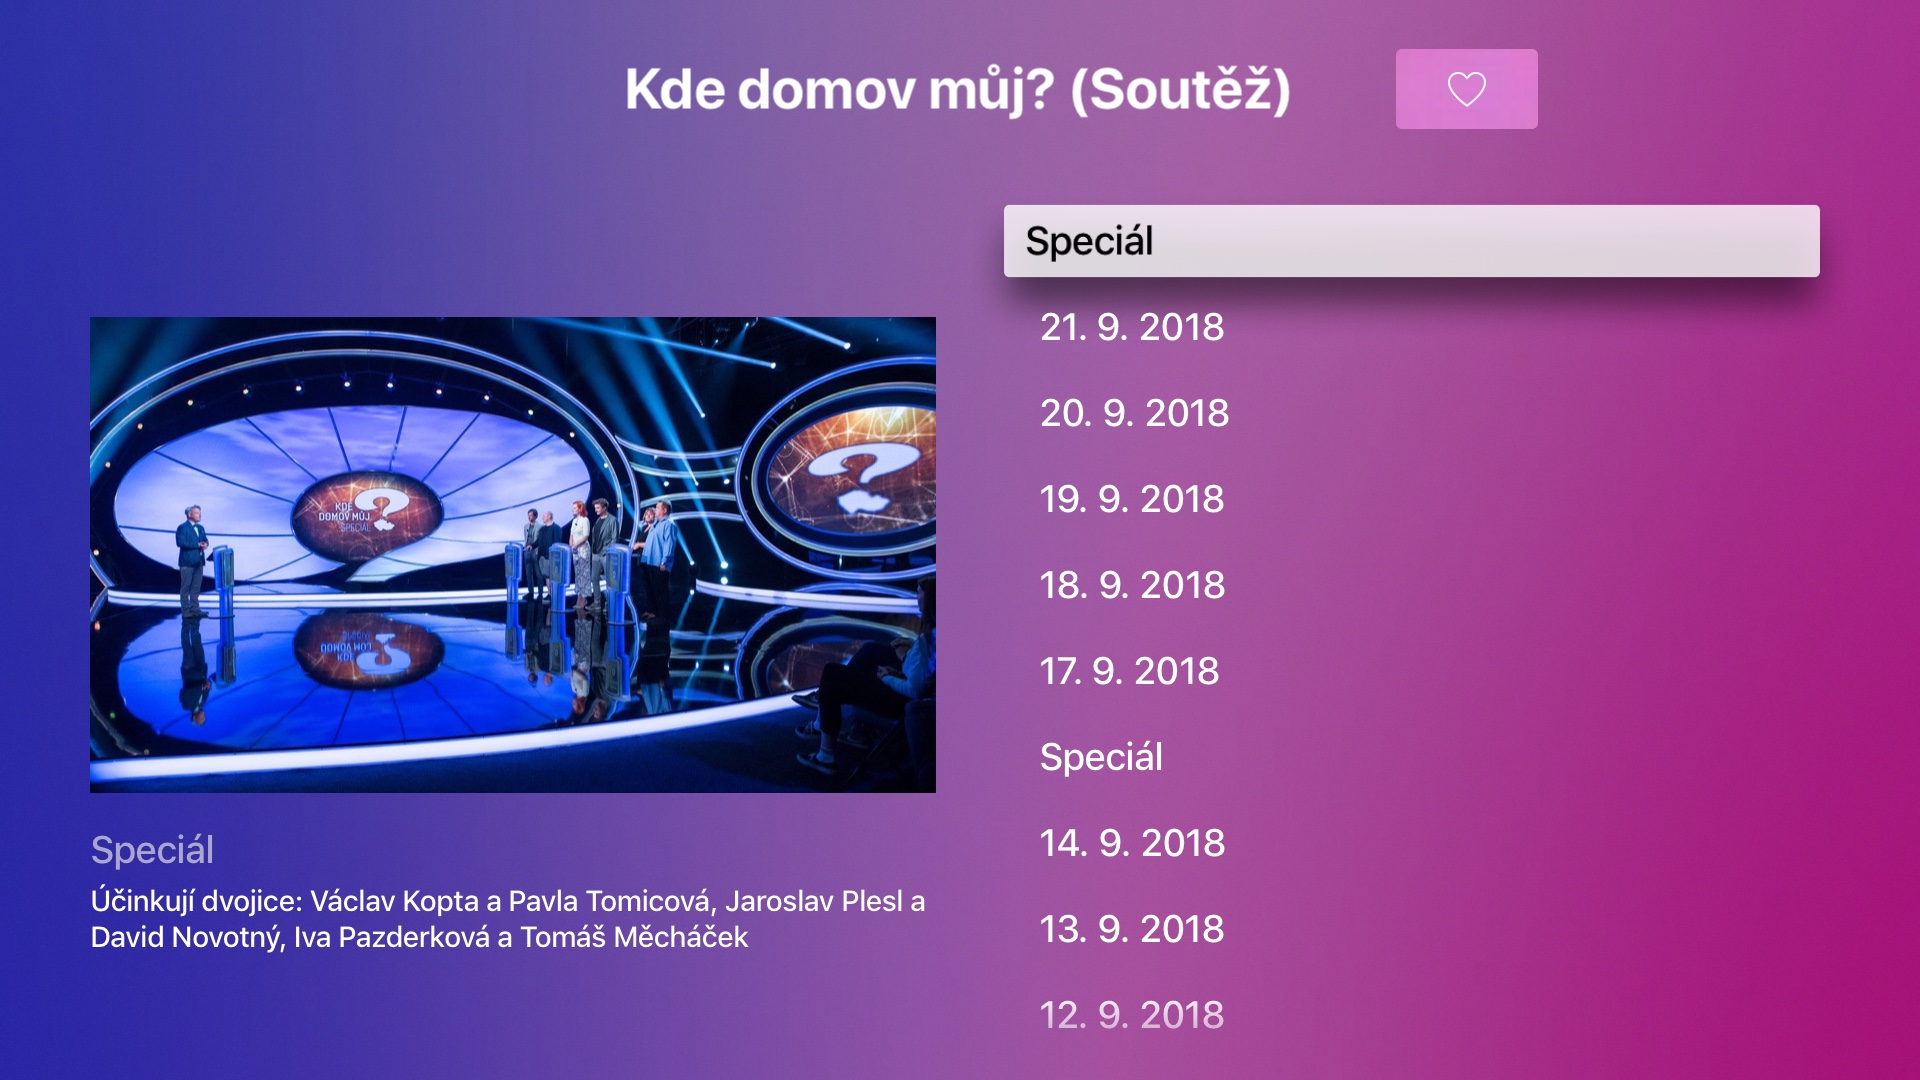 Kde domov můj? (Soutěž)
Speciál
21. 9. 2018
20. 9. 2018
19. 9. 2018
18. 9. 2018
17. 9. 2018
Speciál
14. 9. 2018
13. 9. 2018
12. 9. 2018
KDE
DOMOV MŮJ
SPECIÁL
?
?
Speciál
Účinkují dvojice: Václav Kopta a Pavla Tomicová, Jaroslav Plesl a
David Novotný, Iva Pazderková a Tomáš Měcháček